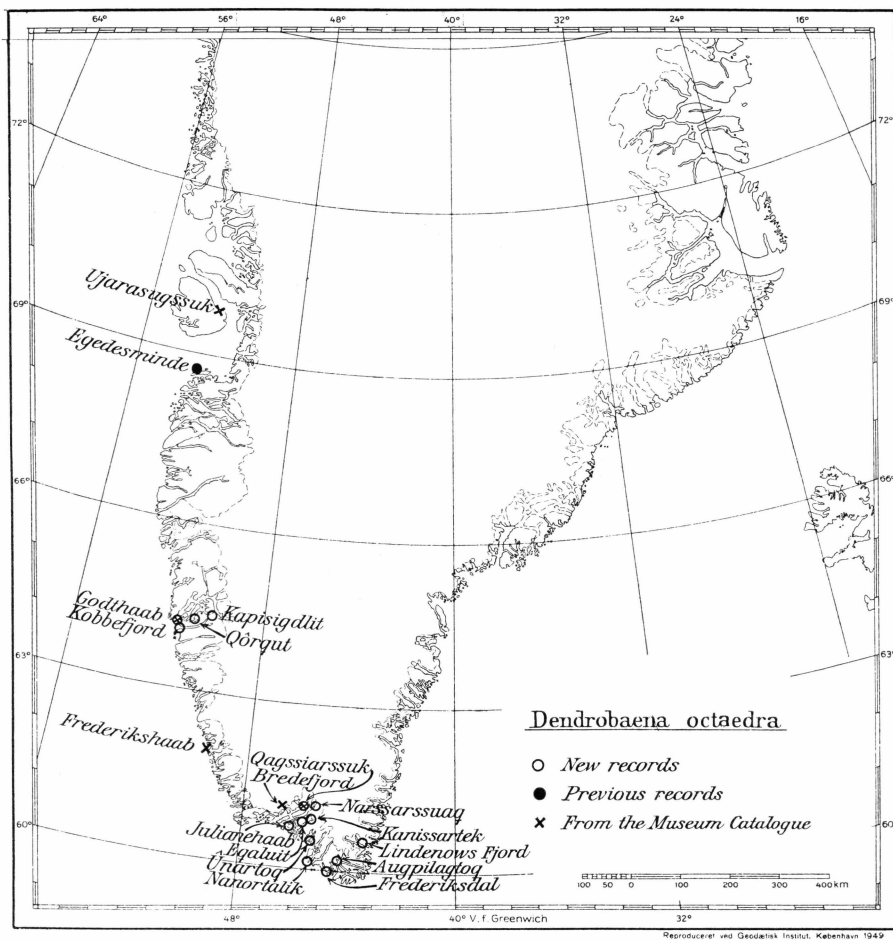 64° 56° 48° 40° 32° 24° 16°
72° 72°
69° 69°
66° 66°
63° 63°
60° 60°
Ujarasugssuk
Egedesminde
Godthaab
Kobbefjord
Kapisigdlit
Qôrqut
Frederikshaab
Qagssiarssuk
Bredefjord
Narssarssuaq
Julianehaab
Eqaluit
Unartoq
Nanortalik
Kanissartek
Lindenows Fjord
Augpilagtoq
Frederiksdal
Dendrobaena octaedra
New records
Previous records
From the Museum Catalogue
100 50 0 100 200 300 400 km
48° 40° V. f. Greenwich 32°
Reproduceret ved Geodætisk Institut, København 1949